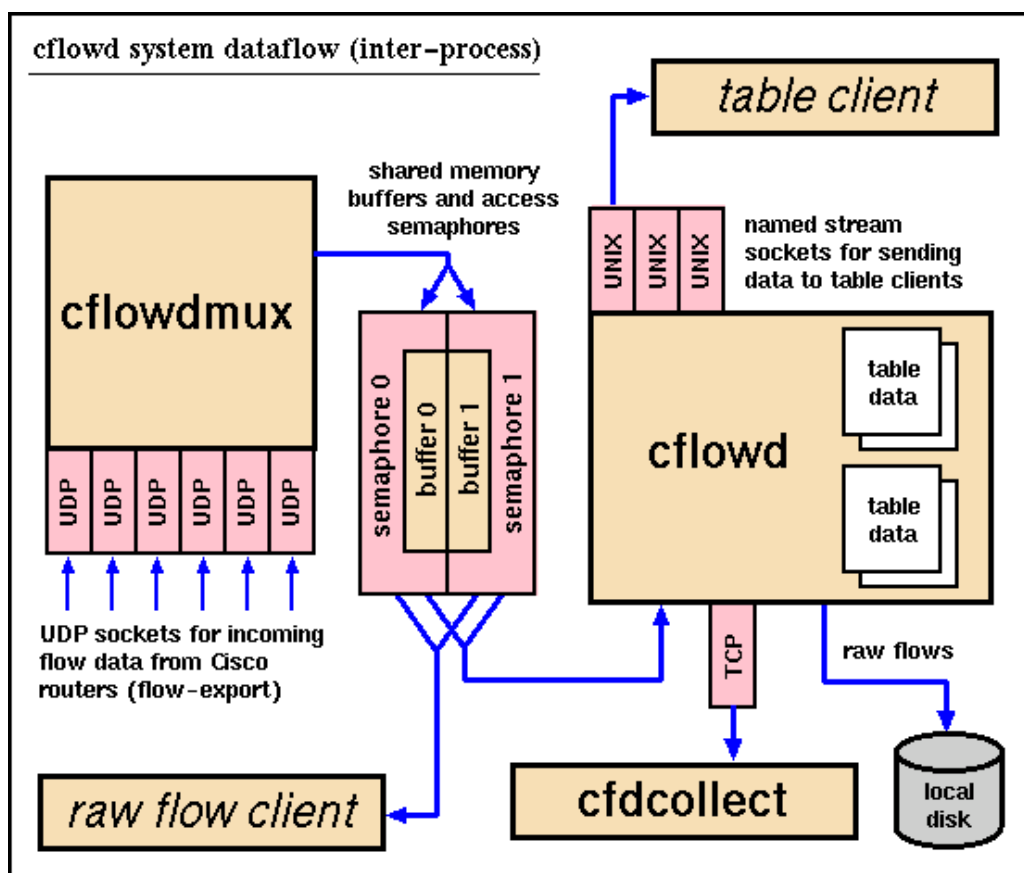 cflowd system dataflow (inter-process)
table client
shared memory
buffers and access
semaphores
UNIX
UNIX
UNIX
named stream
sockets for sending
data to table clients
cflowdmux
semaphore 0
buffer 0
buffer 1
semaphore 1
cflowd
table
data
table
data
UDP
UDP
UDP
UDP
UDP
UDP
UDP sockets for incoming
flow data from Cisco
routers (flow-export)
TCP
raw flows
raw flow client
cfdcollect
local
disk